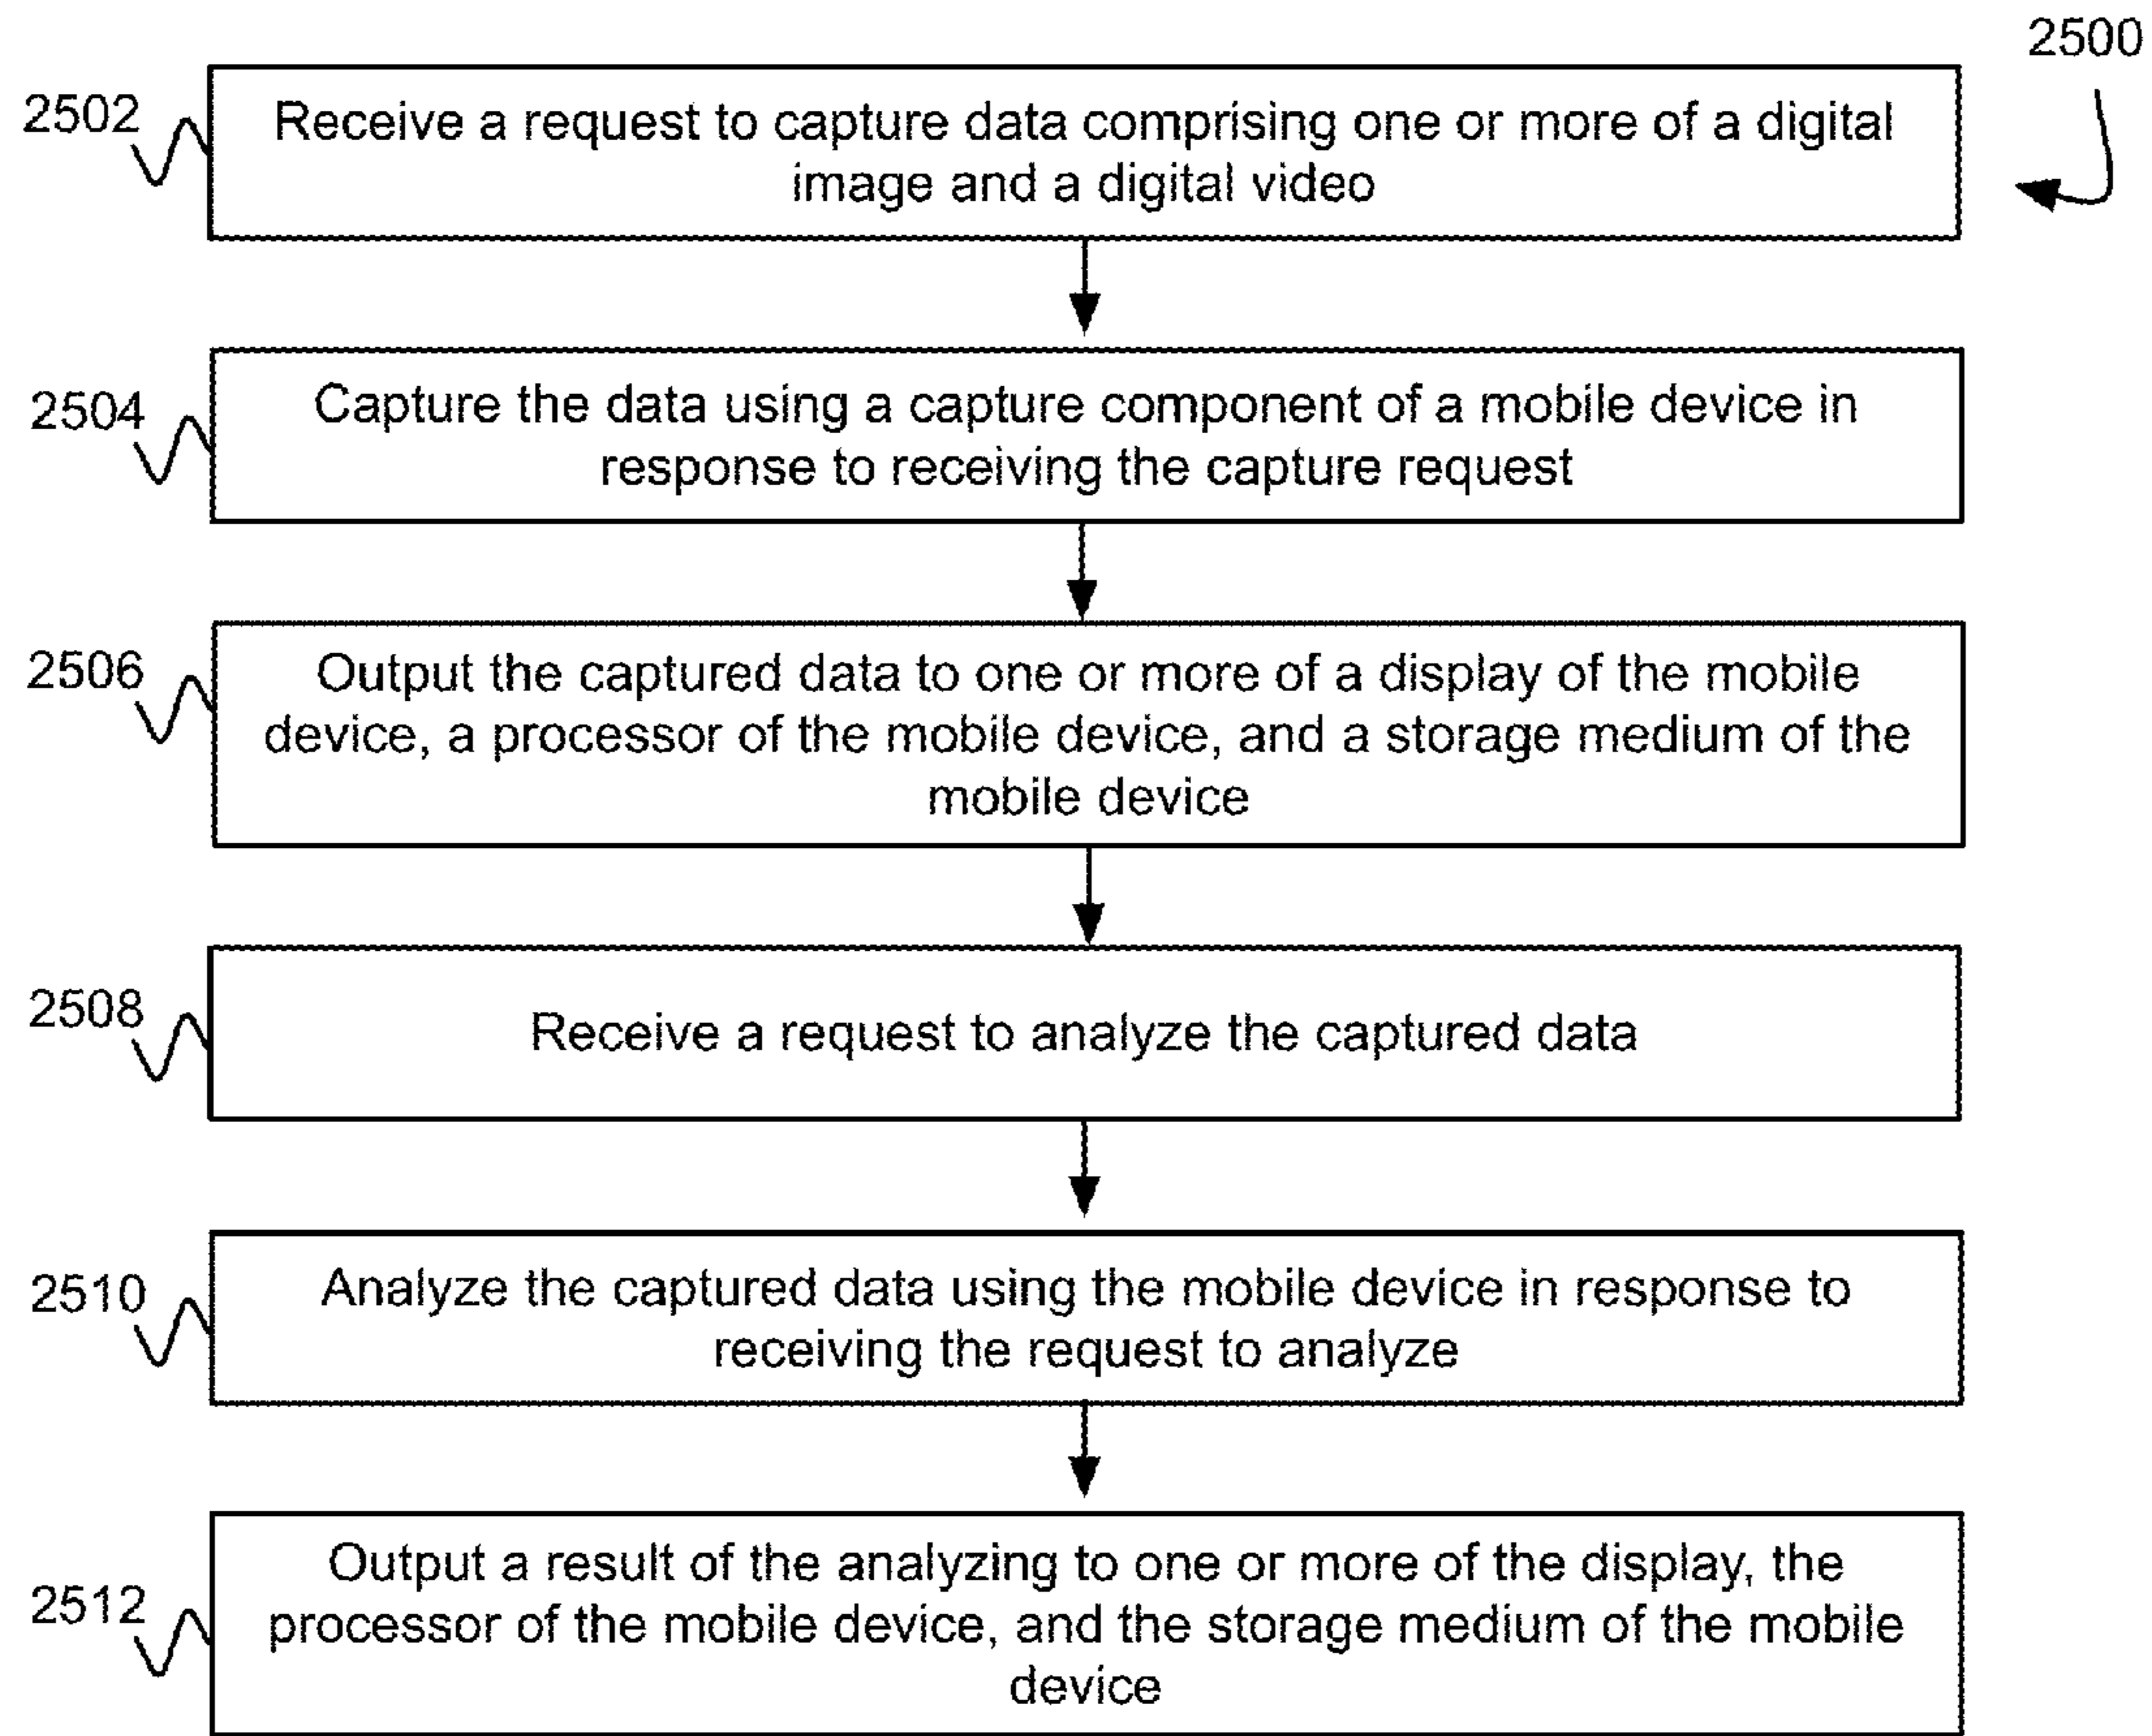 2500
2502
Receive a request to capture data comprising one or more of a digital
image and a digital video
2504
Capture the data using a capture component of a mobile device in
response to receiving the capture request
2506
Output the captured data to one or more of a display of the mobile
device, a processor of the mobile device, and a storage medium of the
mobile device
2508
Receive a request to analyze the captured data
2510
Analyze the captured data using the mobile device in response to
receiving the request to analyze
2512
Output a result of the analyzing to one or more of the display, the
processor of the mobile device, and the storage medium of the mobile
device